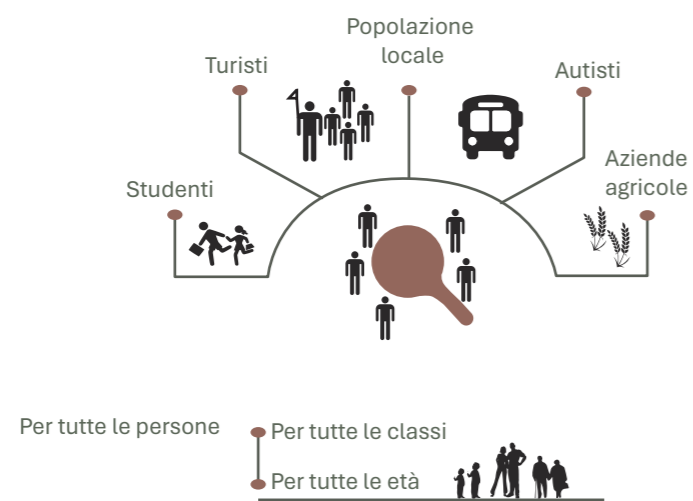 Popolazione
locale
Turisti
Autisti
Aziende
agricole
Studenti
Per tutte le persone
Per tutte le classi
Per tutte le età